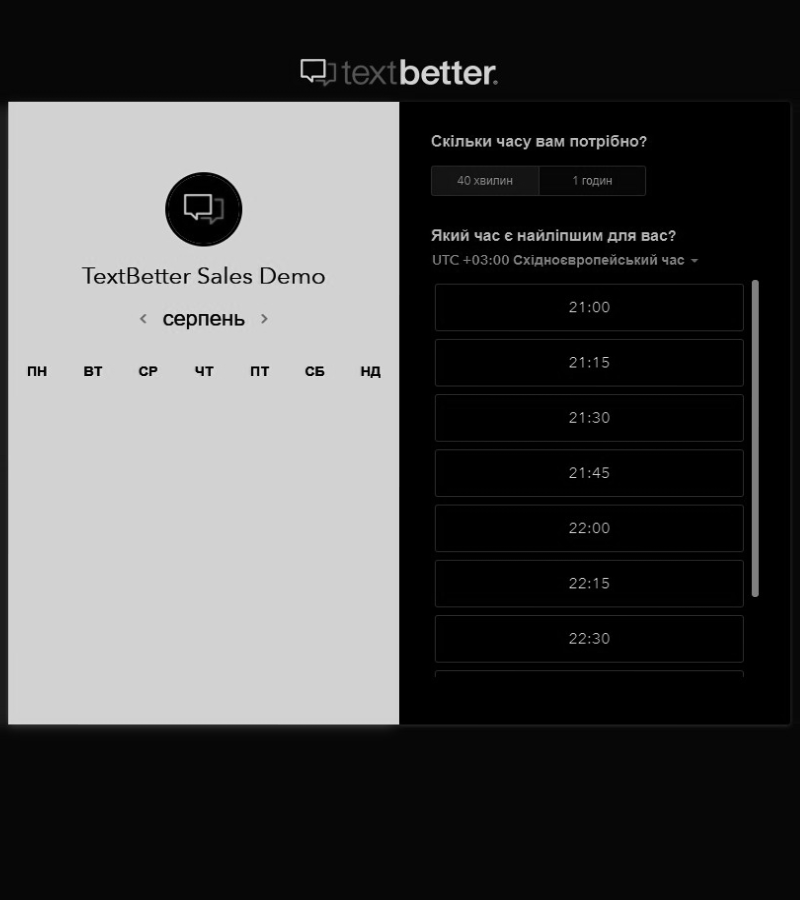 textbetter.
TextBetter Sales Demo
серпень
ПН ВТ СР ЧТ ПТ СБ НД
Скільки часу вам потрібно?
40 хвилин 1 годин
Який час є найліпшим для вас?
UTC +03:00 Східноєвропейський час
21:00
21:15
21:30
21:45
22:00
22:15
22:30